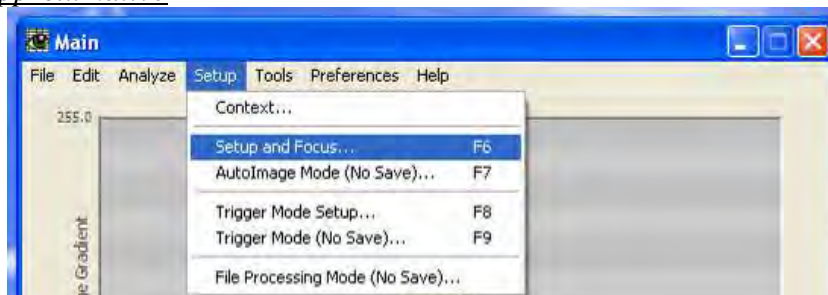 Main
File Edit Analyze Setup Tools Preferences Help
Context...
255.0
Setup and Focus... F6
AutoImage Mode (No Save)... F7
Trigger Mode Setup... F8
Trigger Mode (No Save)... F9
Gradient
File Processing Mode (No Save)...